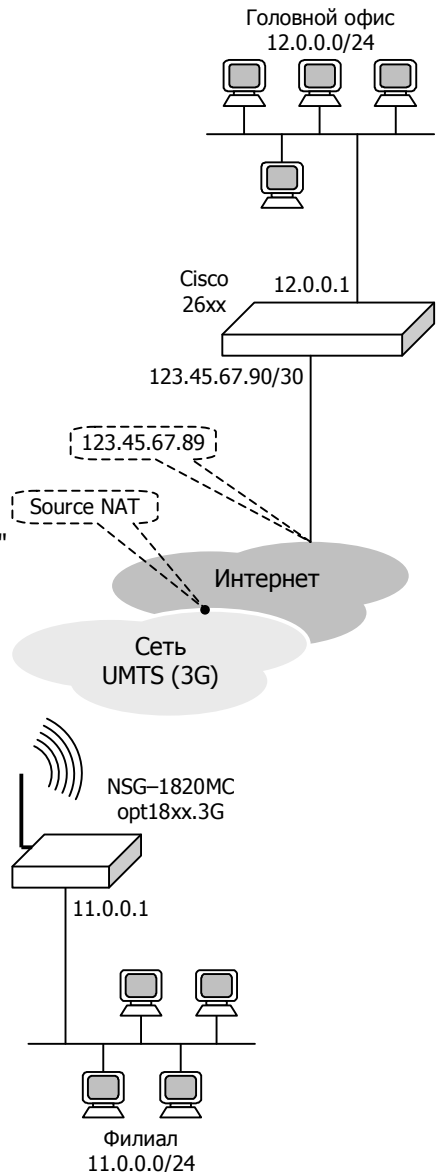 Головной офис
12.0.0.0/24
Cisco
26xx
12.0.0.1
123.45.67.90/30
123.45.67.89
Source NAT
"
Интернет
Сеть
UMTS (3G)
NSG–1820MC
opt18xx.3G
11.0.0.1
Филиал
11.0.0.0/24